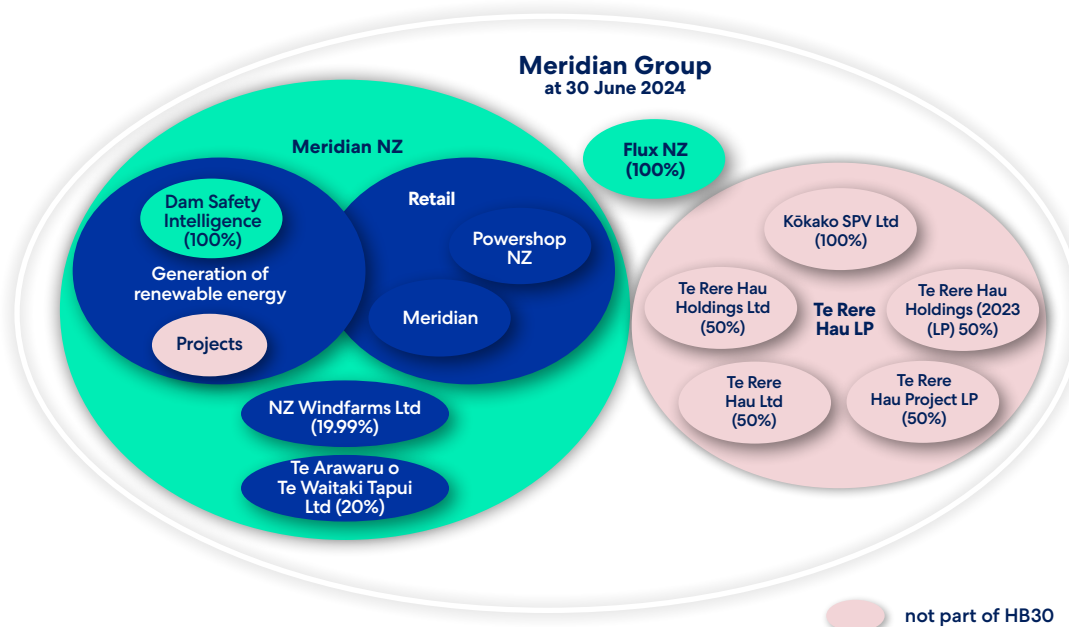 Meridian Group
at 30 June 2024
Meridian NZ
Flux NZ
(100%)
Dam Safety
Intelligence
(100%)
Generation of
renewable energy
Projects
Retail
Powershop
NZ
Meridian
NZ Windfarms Ltd
(19.99%)
Te Arawaru o
Te Waitaki Tapui
Ltd (20%)
Kōkako SPV Ltd
(100%)
Te Rere Hau
Holdings Ltd
(50%)
Te Rere
Hau LP
Te Rere Hau
Holdings (2023
(LP) 50%)
Te Rere
Hau Ltd
(50%)
Te Rere
Hau Project LP
(50%)
not part of HB30